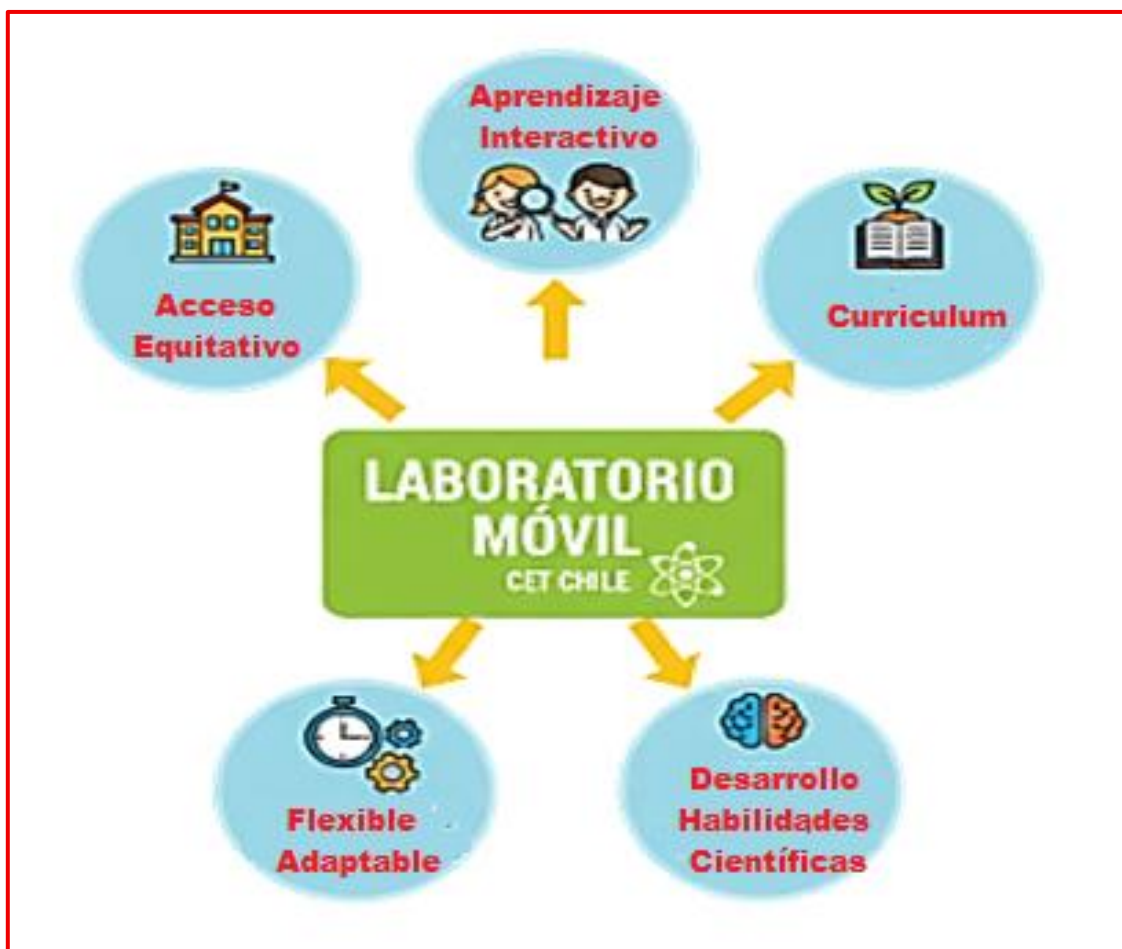 Aprendizaje
Interactivo
Acceso
Equitativo
Curriculum
LABORATORIO
MÓVIL
CET CHILE
Flexible
Adaptable
Desarrollo
Habilidades
Científicas